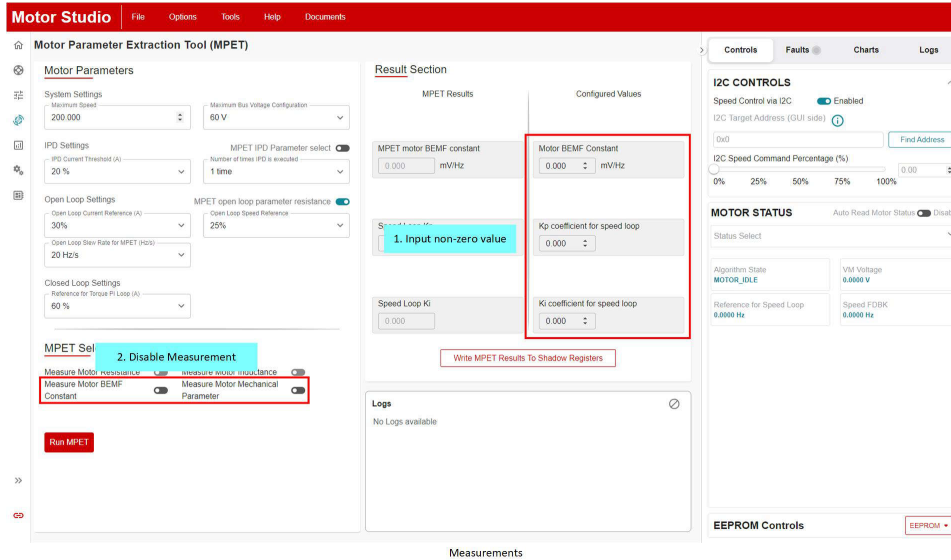 Motor Studio File Options Tools Help Documents
Motor Parameter Extraction Tool (MPET)
Motor Parameters
System Settings
Maximum Speed
200 000
Maximum Bus Voltage Configuration
60 V
IPD Settings
MPET IPD Parameter select
IPD Current Threshold (A)
20 %
Number of times IPD is executed
1 time
Open Loop Settings
MPET open loop parameter resistance
Open Loop Current Reference (A)
30%
Open Loop Speed Reference
25%
Open Loop Slew Rate for MPET (Hz/s)
20 Hz/s
Closed Loop Settings
Reference for Torque PI Loop (A)
60 %
MPET Sel
2. Disable Measurement
Measure Motor Resistance
Measure Motor Inductance
Measure Motor BEMF
Constant
Measure Motor Mechanical
Parameter
Run MPET
Result Section
MPET Results
Configured Values
MPET motor BEMF constant
0.000 mV/Hz
Motor BEMF Constant
0.000 mV/Hz
1. Input non-zero value
Kp coefficient for speed loop
0.000
Speed Loop Ki
0.000
Ki coefficient for speed loop
0.000
Write MPET Results To Shadow Registers
Logs
No Logs available
Controls Faults Charts Logs
I2C CONTROLS
Speed Control via I2C Enabled
I2C Target Address (GUI side)
0x0
Find Address
I2C Speed Command Percentage (%)
0.00
0% 25% 50% 75% 100%
MOTOR STATUS
Auto Read Motor Status Disab
Status Select
Algorithm State
MOTOR_IDLE
VM Voltage
0.0000 V
Reference for Speed Loop
0.0000 Hz
Speed FDBK
0.0000 Hz
EEPROM Controls
EEPROM
Measurements